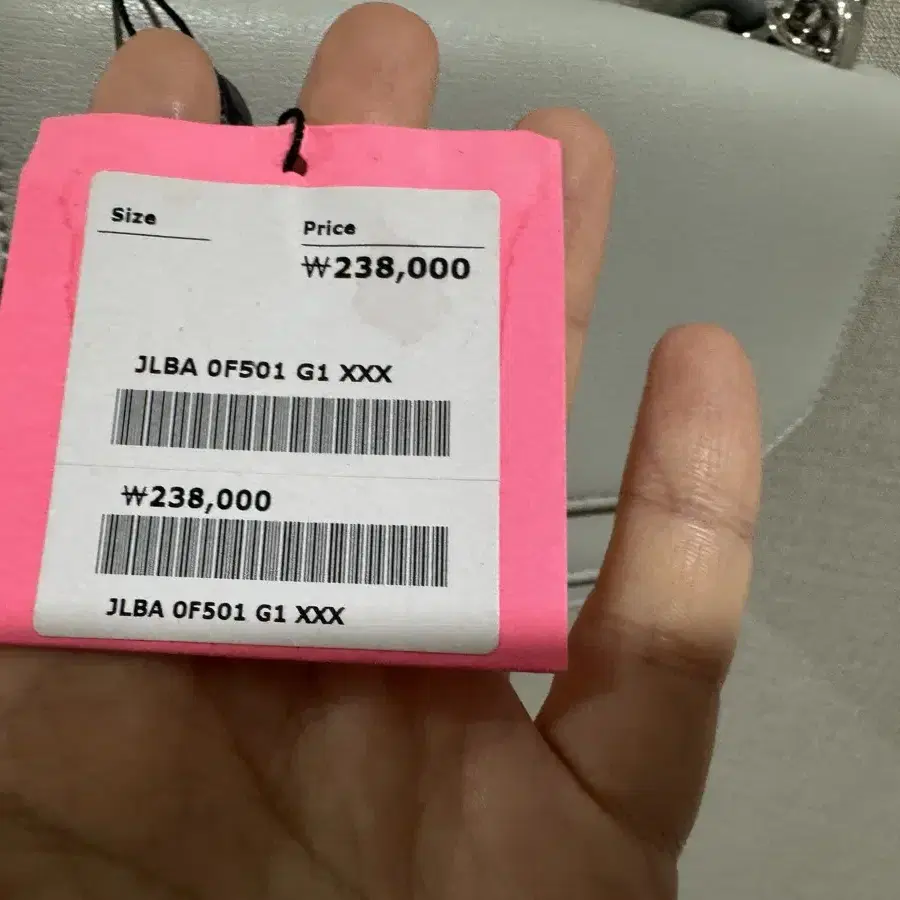 Size
Price
₩238,000
JLBA 0F501 G1 XXX
₩238,000
JLBA 0F501 G1 XXX